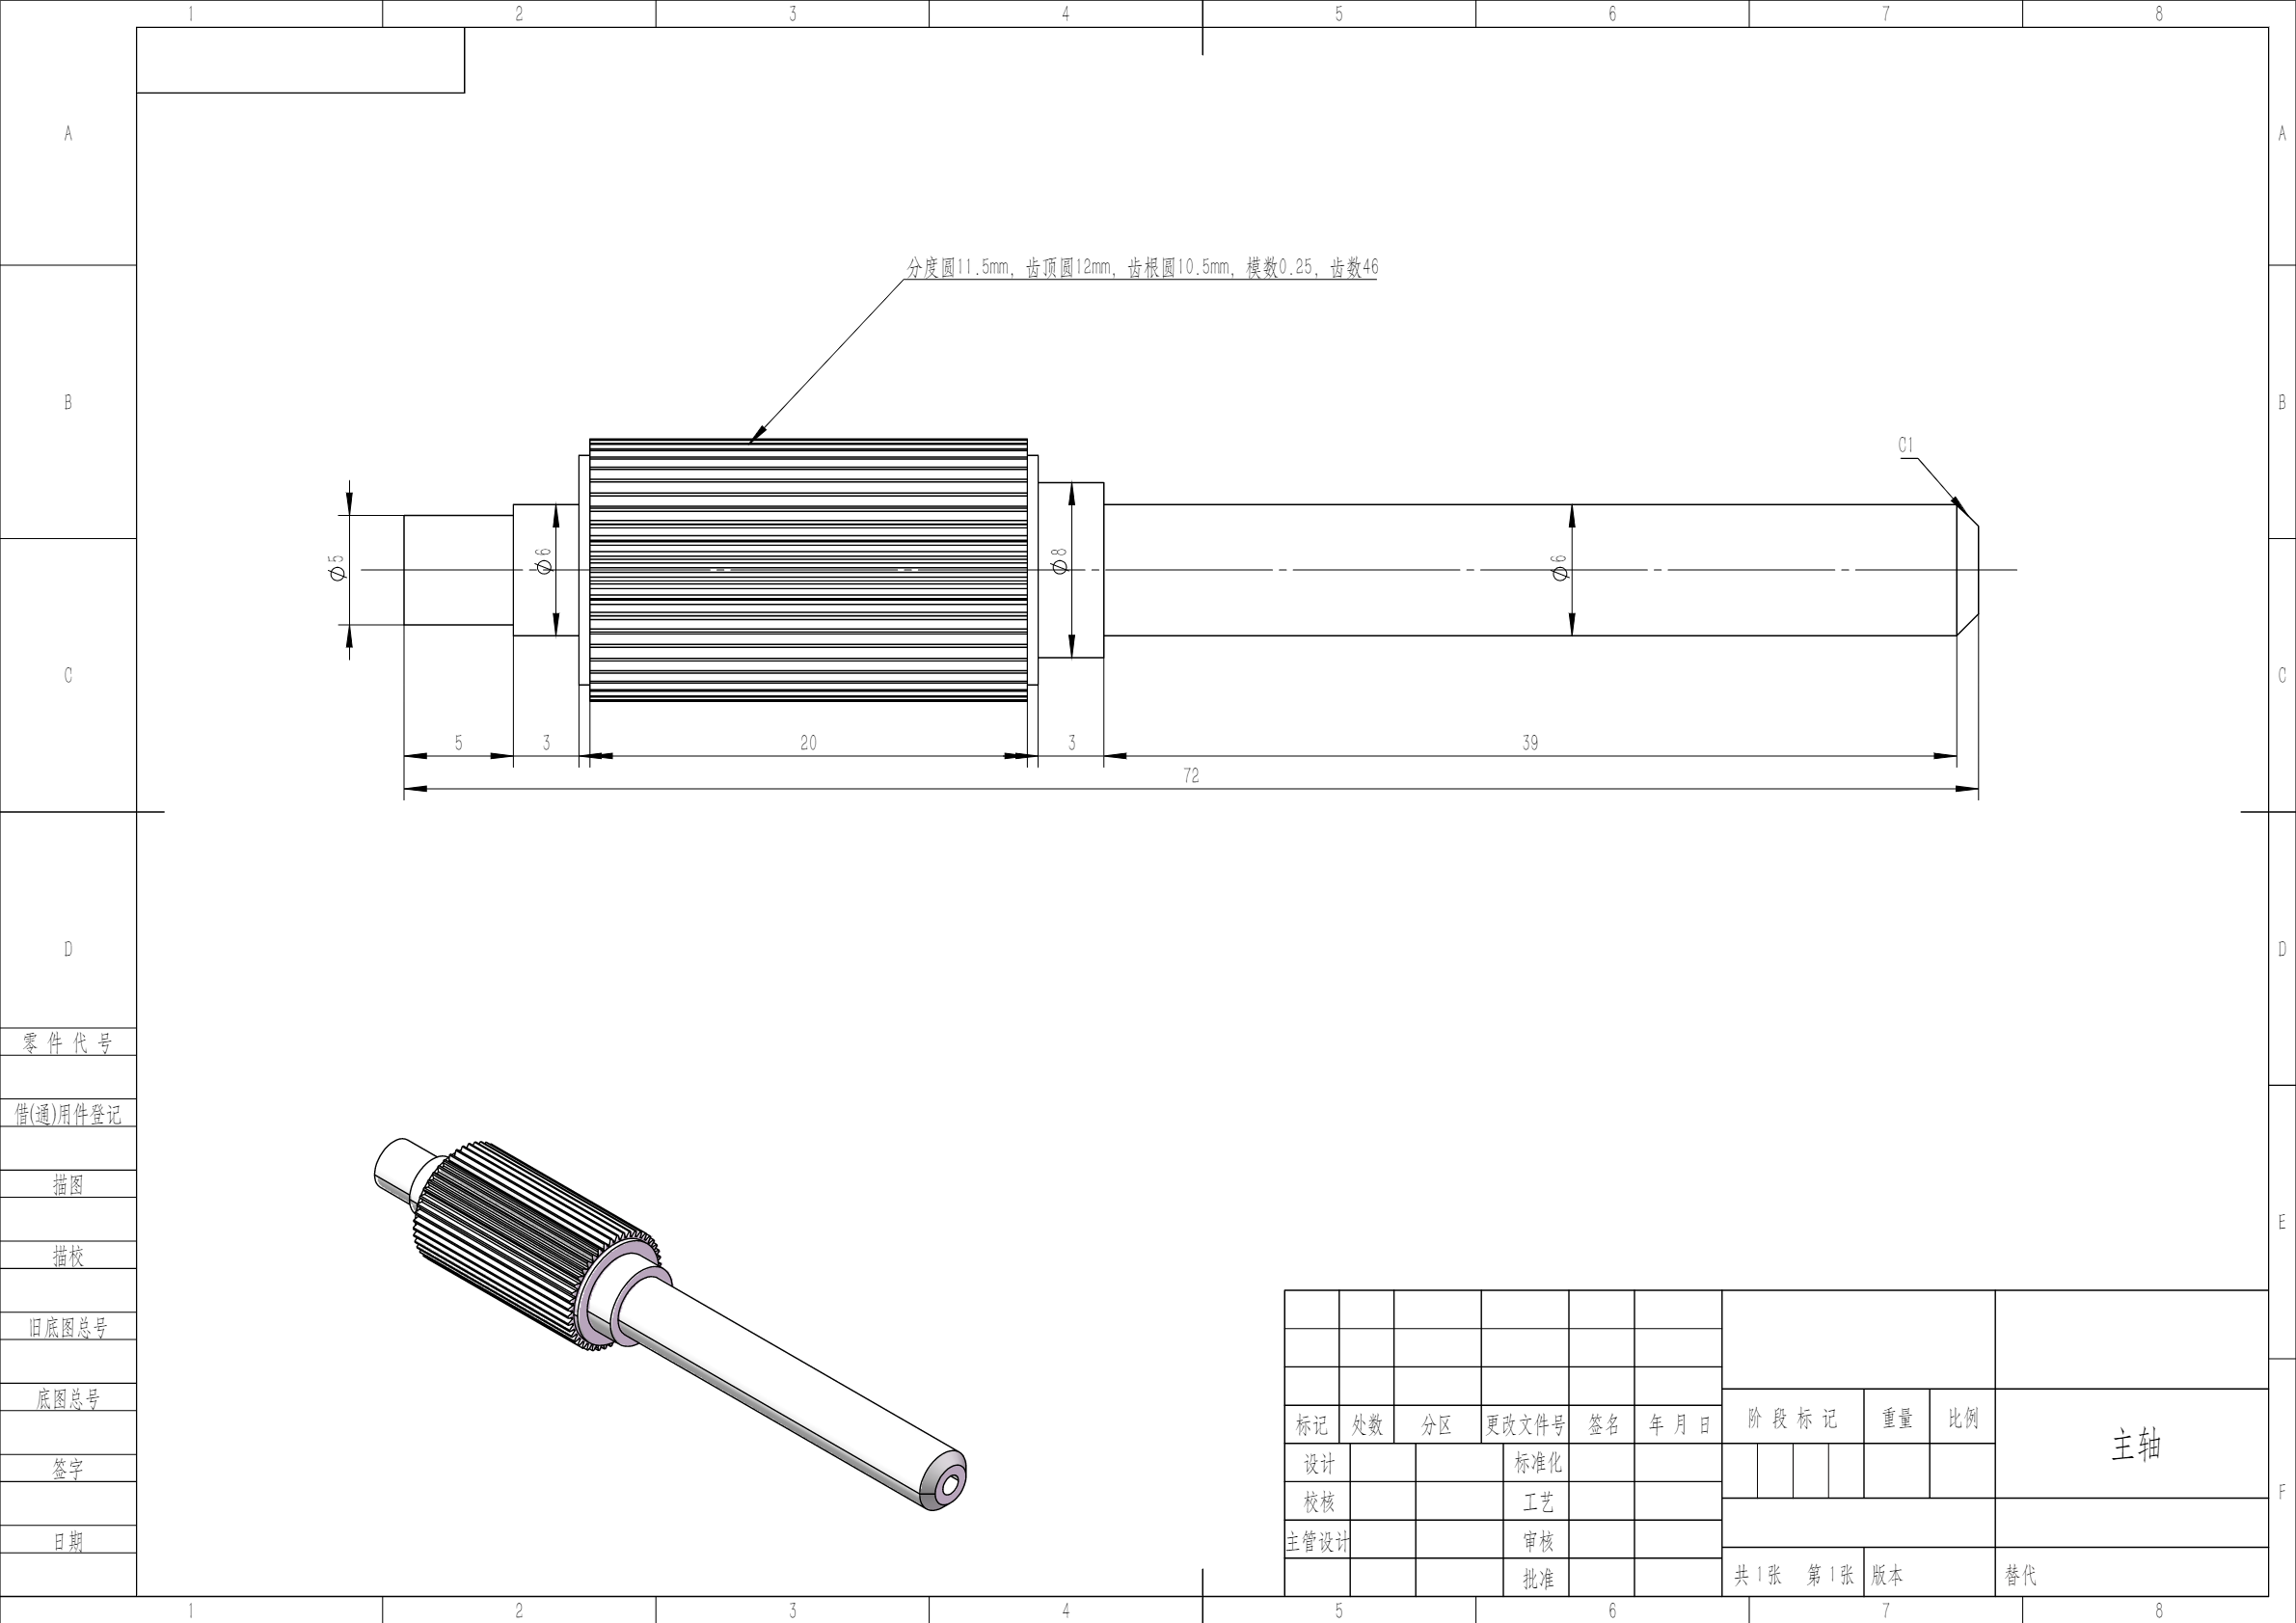 1 2 3 4 5 6 7 8
A A
B B
C C
D D
E
F
分度圆11.5mm, 齿顶圆12mm, 齿根圆10.5mm, 模数0.25, 齿数46
C1
Ø5
Ø6
Ø8
Ø6
5 3 20 3 39
72
零件代号
借(通)用件登记
描图
描校
旧底图总号
底图总号
签字
日期
标记 处数 分区 更改文件号 签名 年月日 阶段标记 重量 比例
主轴
设计 标准化
校核 工艺
主管设计 审核
批准
共1张 第1张 版本 替代
1 2 3 4 5 6 7 8